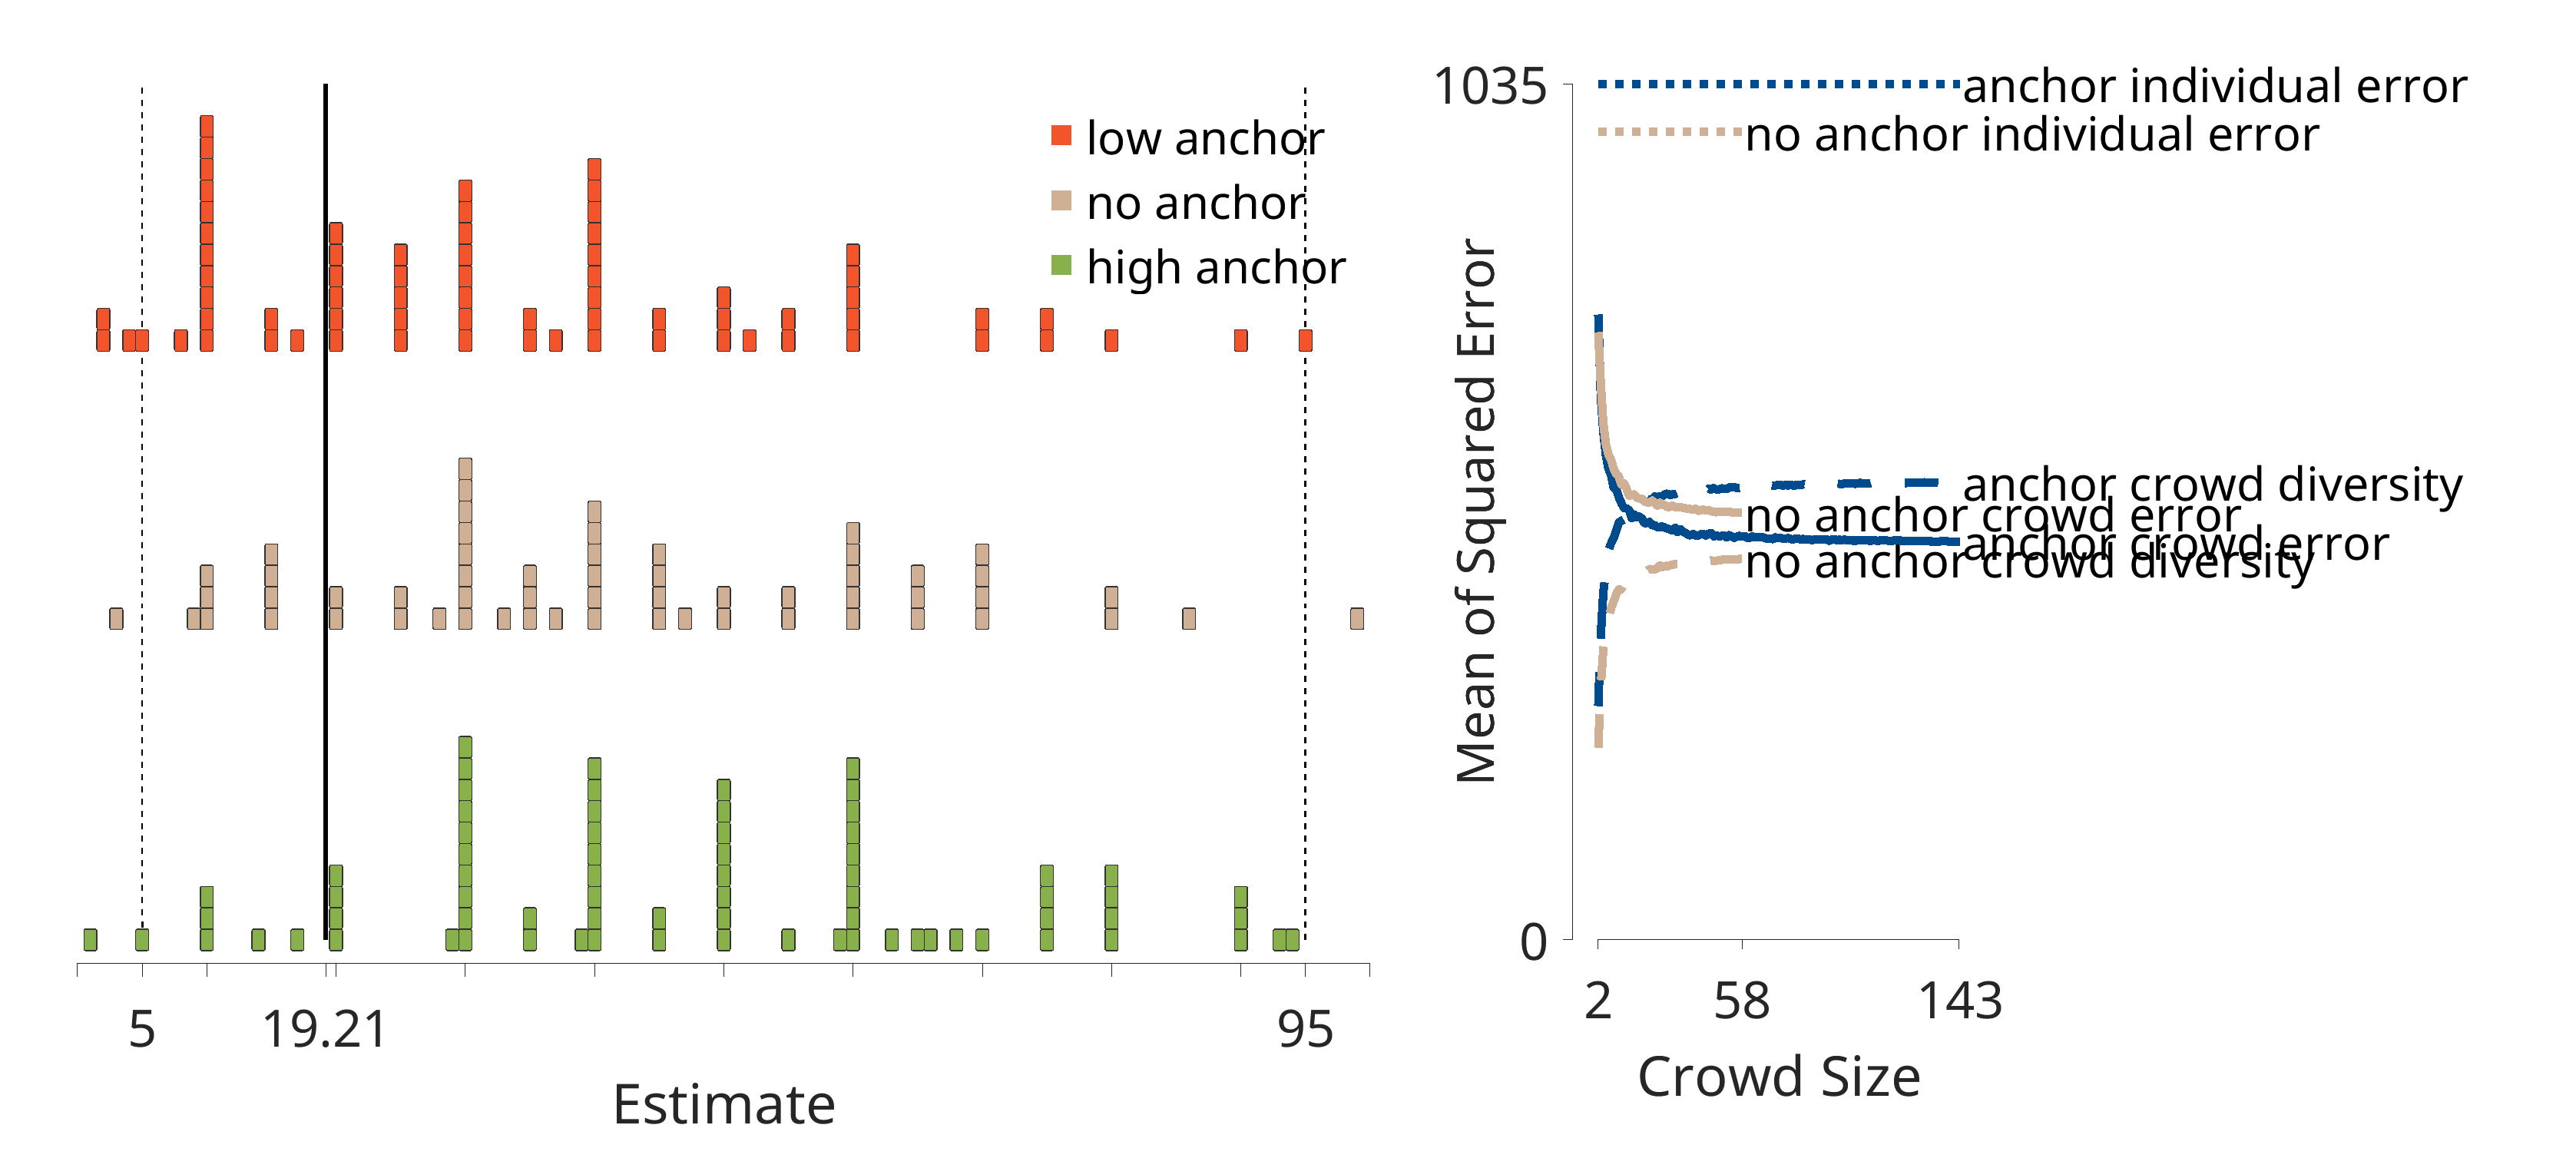 low anchor
no anchor
high anchor
5
19.21
95
Estimate
1035
0
Mean of Squared Error
anchor individual error
no anchor individual error
anchor crowd diversity
no anchor crowd error
anchor crowd error
no anchor crowd diversity
2
58
143
Crowd Size